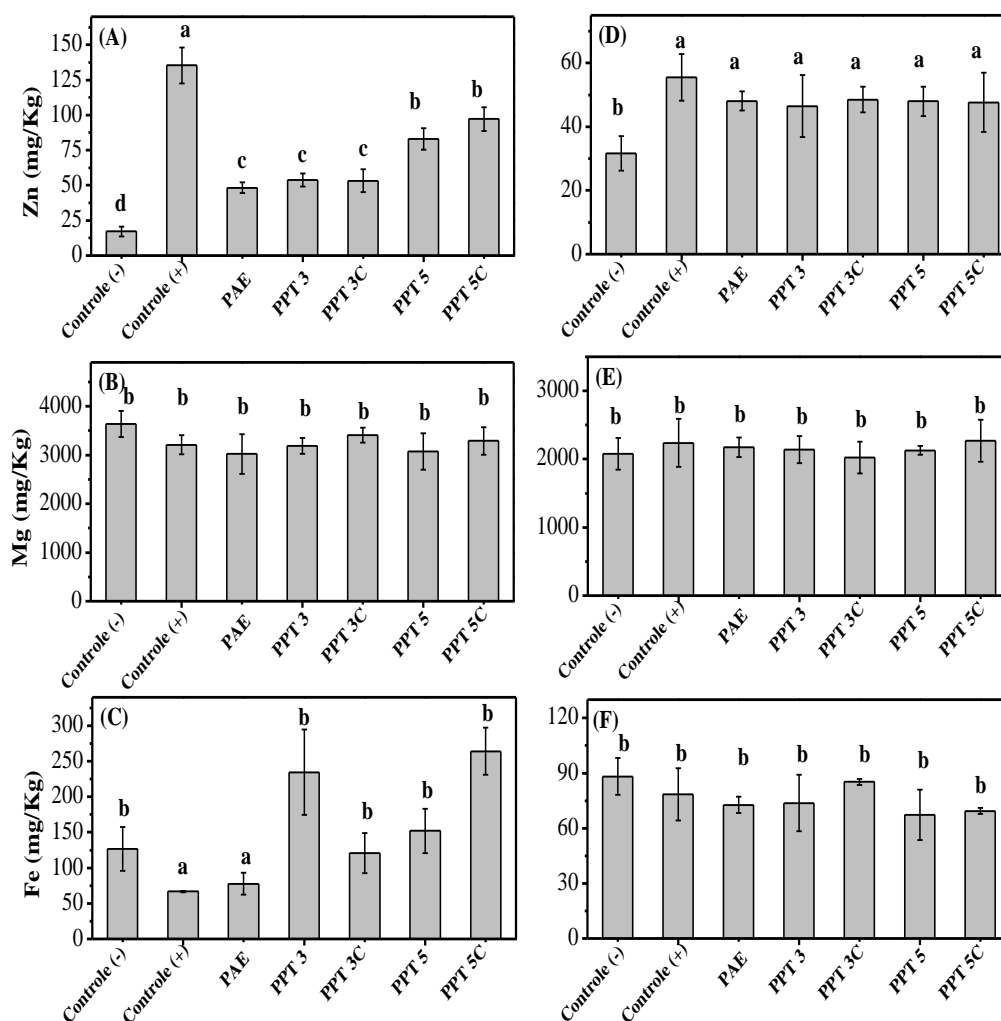 (A)
Zn (mg/Kg)
150
125
100
75
50
25
0
d
a
c
c
c
b
b
Controle (-)
Controle (+)
PAE
PPT 3
PPT 3C
PPT 5
PPT 5C
(D)
60
40
20
0
b
a
a
a
a
a
a
Controle (-)
Controle (+)
PAE
PPT 3
PPT 3C
PPT 5
PPT 5C
(B)
Mg (mg/Kg)
4000
3000
2000
1000
0
b
b
b
b
b
b
b
Controle (-)
Controle (+)
PAE
PPT 3
PPT 3C
PPT 5
PPT 5C
(E)
3000
2000
1000
0
b
b
b
b
b
b
b
Controle (-)
Controle (+)
PAE
PPT 3
PPT 3C
PPT 5
PPT 5C
(C)
Fe (mg/Kg)
300
250
200
150
100
50
0
b
a
a
b
b
b
b
Controle (-)
Controle (+)
PAE
PPT 3
PPT 3C
PPT 5
PPT 5C
(F)
120
90
60
30
0
b
b
b
b
b
b
b
Controle (-)
Controle (+)
PAE
PPT 3
PPT 3C
PPT 5
PPT 5C